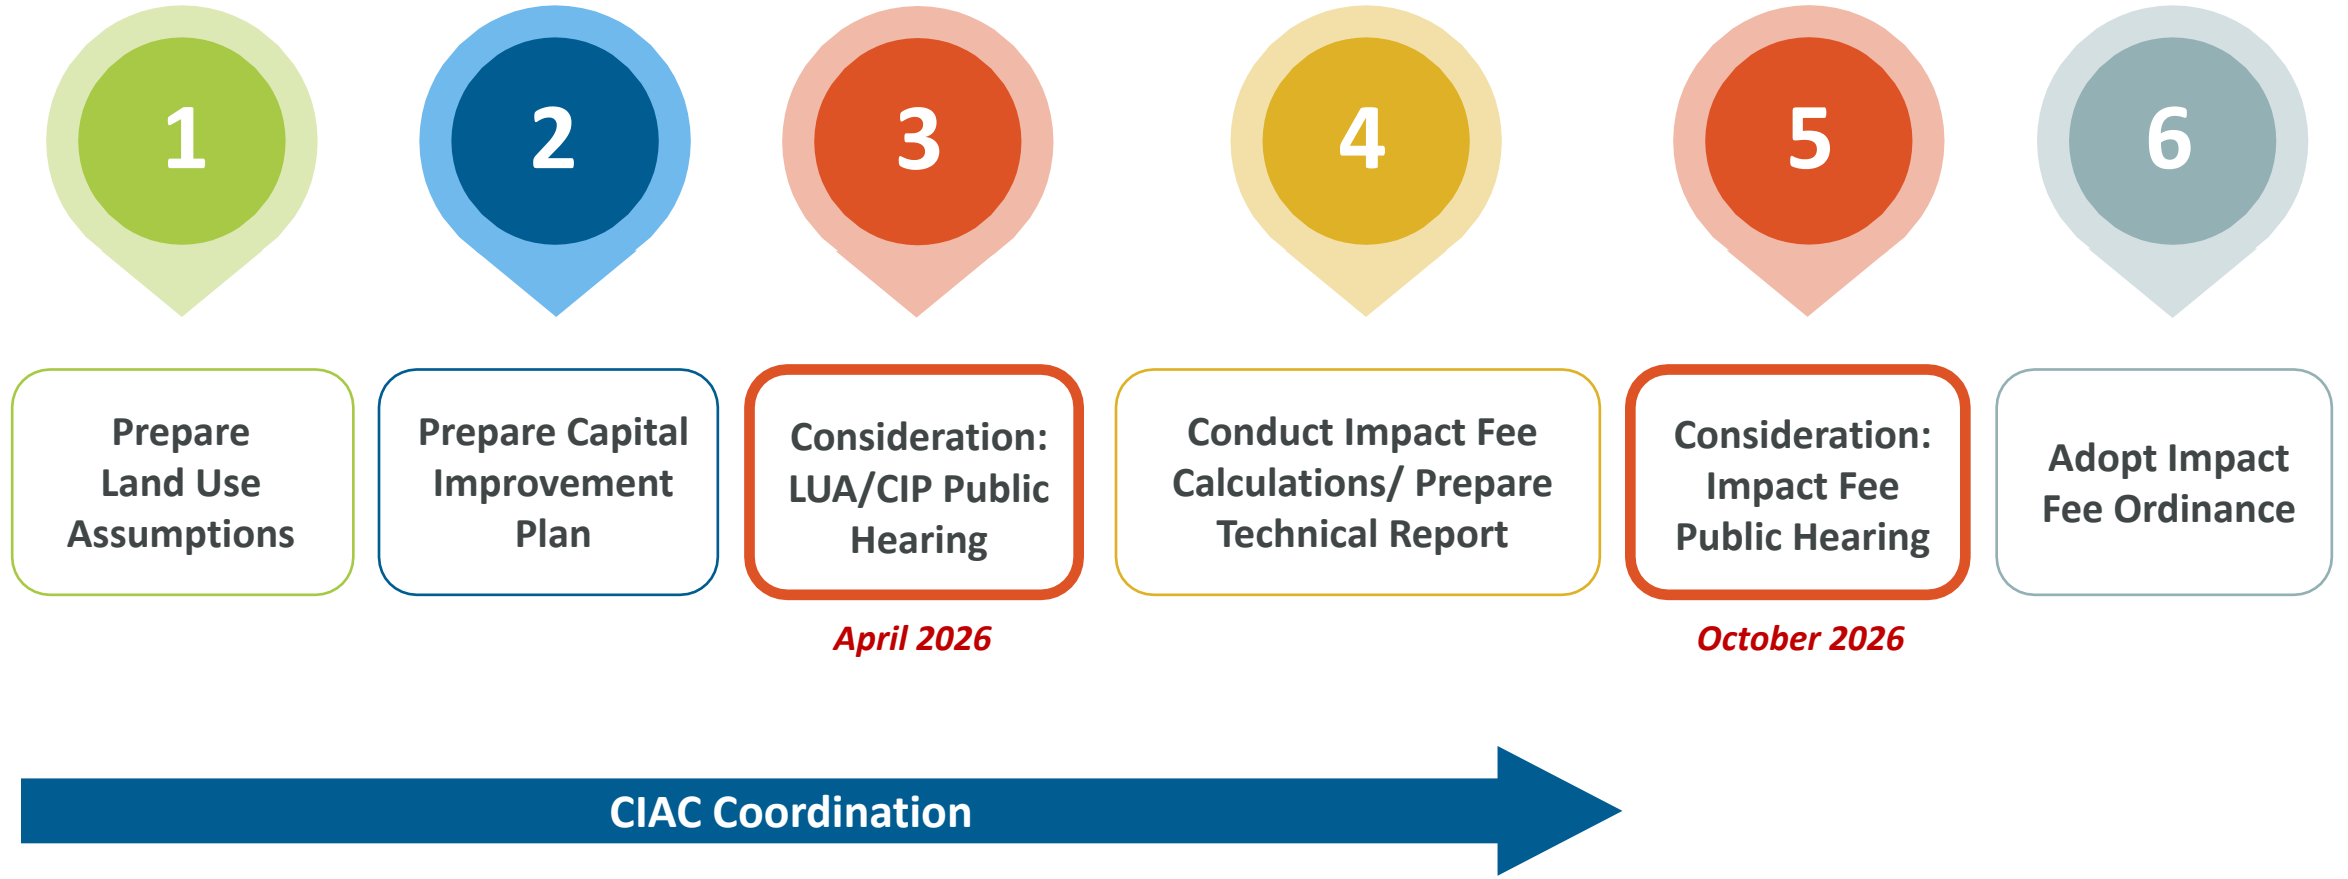 1
2
3
4
5
6
Prepare
Land Use
Assumptions
Prepare Capital
Improvement
Plan
Consideration:
LUA/CIP Public
Hearing
Conduct Impact Fee
Calculations/ Prepare
Technical Report
Consideration:
Impact Fee
Public Hearing
Adopt Impact
Fee Ordinance
April 2026
October 2026
CIAC Coordination